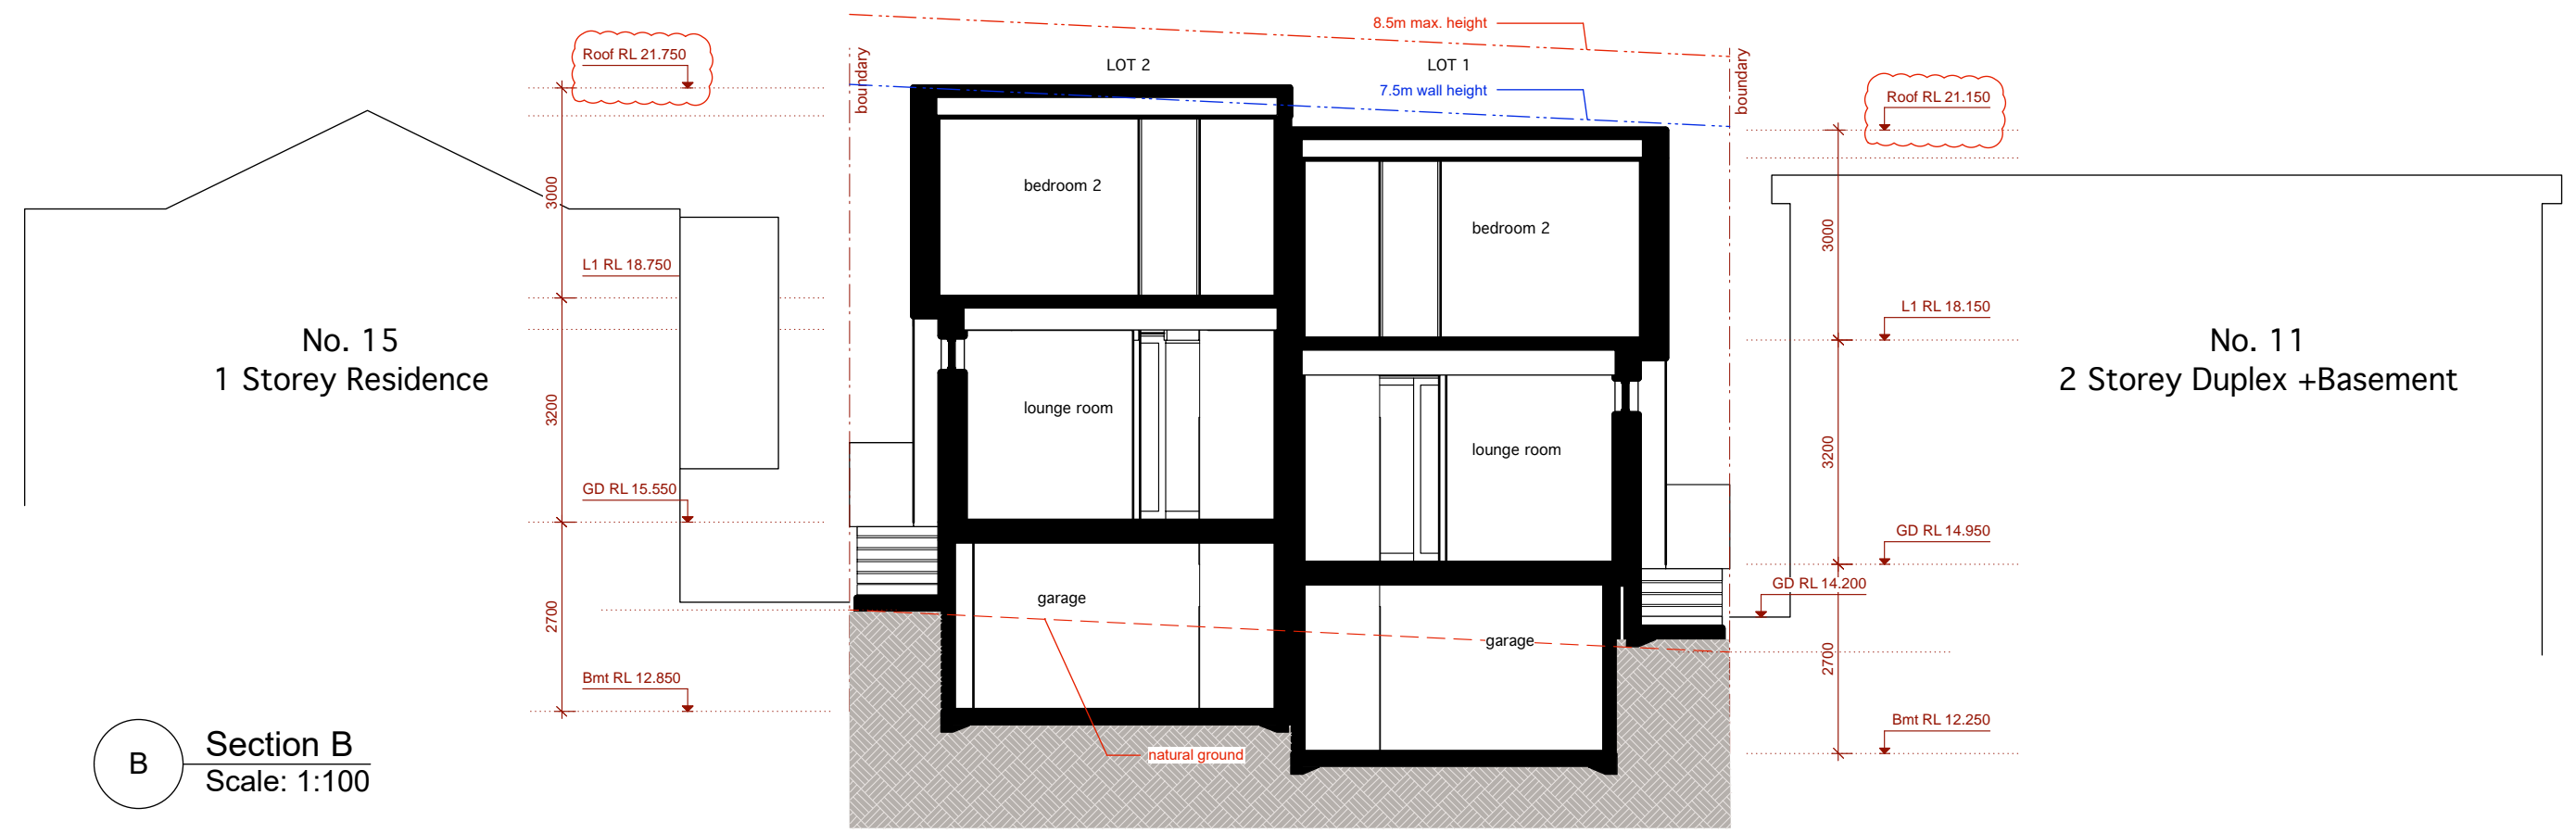 8.5m max. height
Roof RL 21.750
boundary
LOT 2
LOT 1
boundary
7.5m wall height
Roof RL 21.150
3000
bedroom 2
bedroom 2
3000
L1 RL 18.750
L1 RL 18.150
No. 15
1 Storey Residence
No. 11
2 Storey Duplex +Basement
3200
lounge room
lounge room
3200
GD RL 15.550
GD RL 14.950
GD RL 14.200
2700
garage
garage
2700
Bmt RL 12.850
Bmt RL 12.250
natural ground
B
Section B
Scale: 1:100